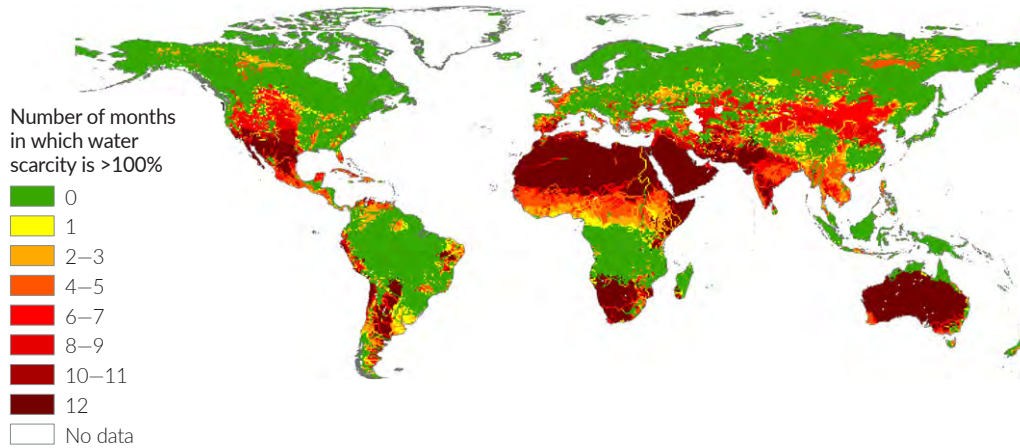 Number of months
in which water
scarcity is >100%
0
1
2–3
4–5
6–7
8–9
10–11
12
No data